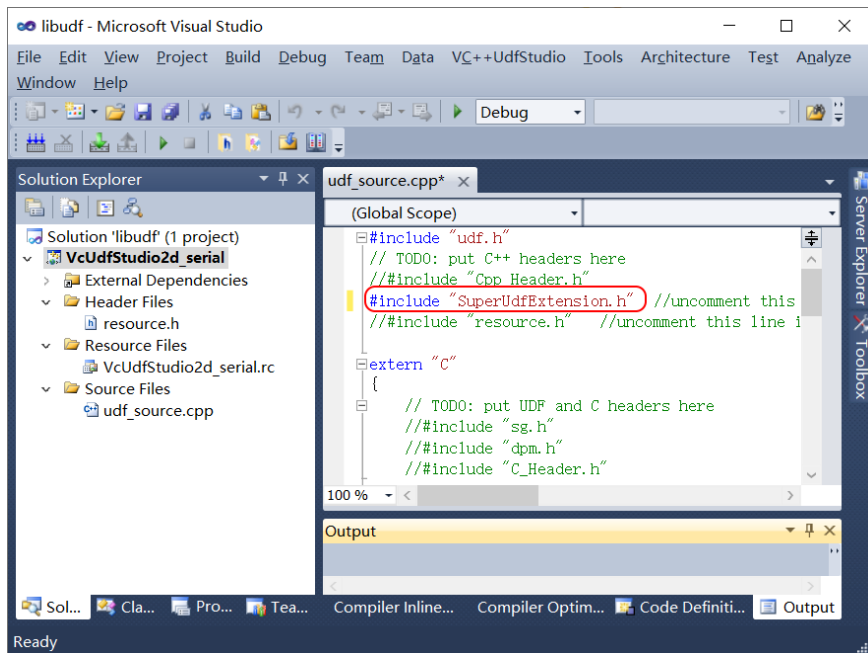 libudf - Microsoft Visual Studio
File Edit View Project Build Debug Team Data VC++UdfStudio Tools Architecture Test Analyze
Window Help
Debug
Solution Explorer
Solution 'libudf' (1 project)
VcUdfStudio2d_serial
External Dependencies
Header Files
resource.h
Resource Files
VcUdfStudio2d_serial.rc
Source Files
udf_source.cpp
Sol... Cla... Pro... Tea...
udf_source.cpp*
(Global Scope)
#include "udf.h"
// TODO: put C++ headers here
//#include "Cpp_Header.h"
#include "SuperUdfExtension.h" //uncomment this
//#include "resource.h" //uncomment this line i
extern "C"
{
// TODO: put UDF and C headers here
//#include "sg.h"
//#include "dpm.h"
//#include "C_Header.h"
100 %
Output
Compiler Inline... Compiler Optim... Code Definiti... Output
Server Explorer
Toolbox
Ready